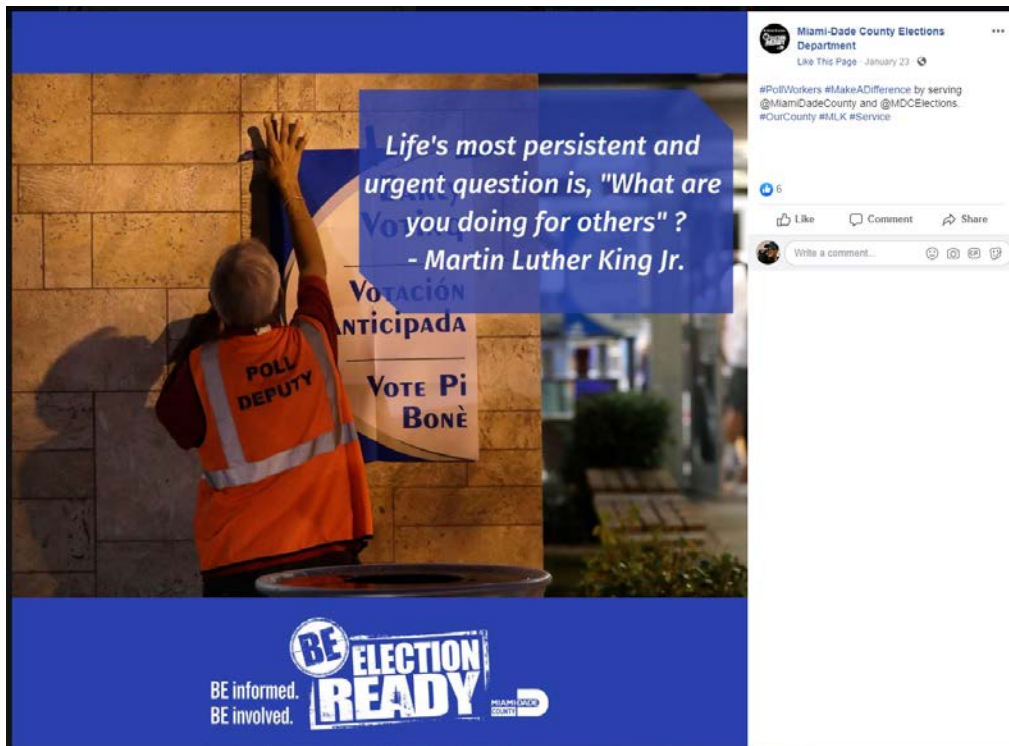 Life's most persistent and
urgent question is, "What are
you doing for others" ?
- Martin Luther King Jr.
Early
Voting
Votación
Anticipada
Vote Pi
Bonè
POLL
DEPUTY
BE informed.
BE involved.
BE
ELECTION
READY
MIAMI-DADE
COUNTY
Miami-Dade County Elections
Department
Like This Page · January 23 ·
#PollWorkers #MakeADifference by serving
@MiamiDadeCounty and @MDCElections.
#OurCounty #MLK #Service
6
Like Comment Share
Write a comment...
GIF